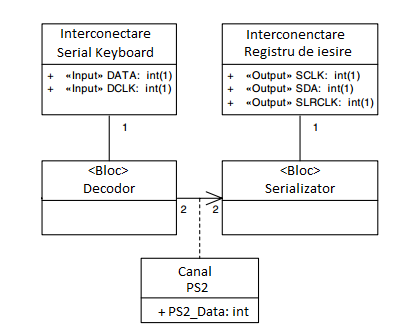 Interconectare
Serial Keyboard
+ «Input» DATA: int(1)
+ «Input» DCLK: int(1)
Interconenctare
Registru de iesire
+ «Output» SCLK: int(1)
+ «Output» SDA: int(1)
+ «Output» SLRCLK: int(1)
1
1
<Bloc>
Decodor
<Bloc>
Serializator
2
2
Canal
PS2
+ PS2_Data: int